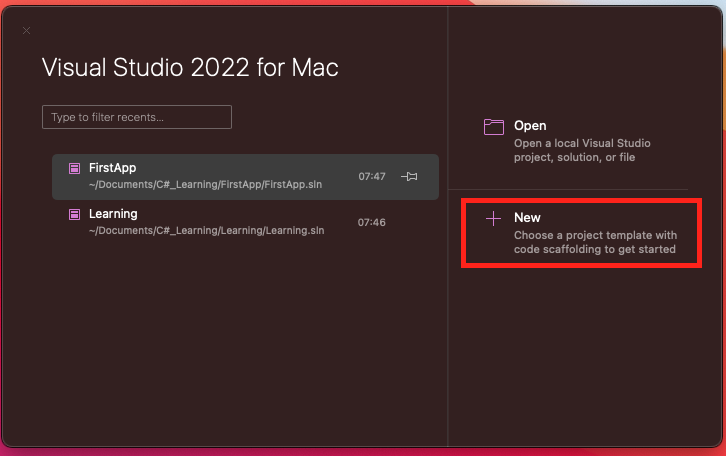 Visual Studio 2022 for Mac
Type to filter recents...
FirstApp
~/Documents/C#_Learning/FirstApp/FirstApp.sln
07:47
Learning
~/Documents/C#_Learning/Learning/Learning.sln
07:46
Open
Open a local Visual Studio
project, solution, or file
New
Choose a project template with
code scaffolding to get started